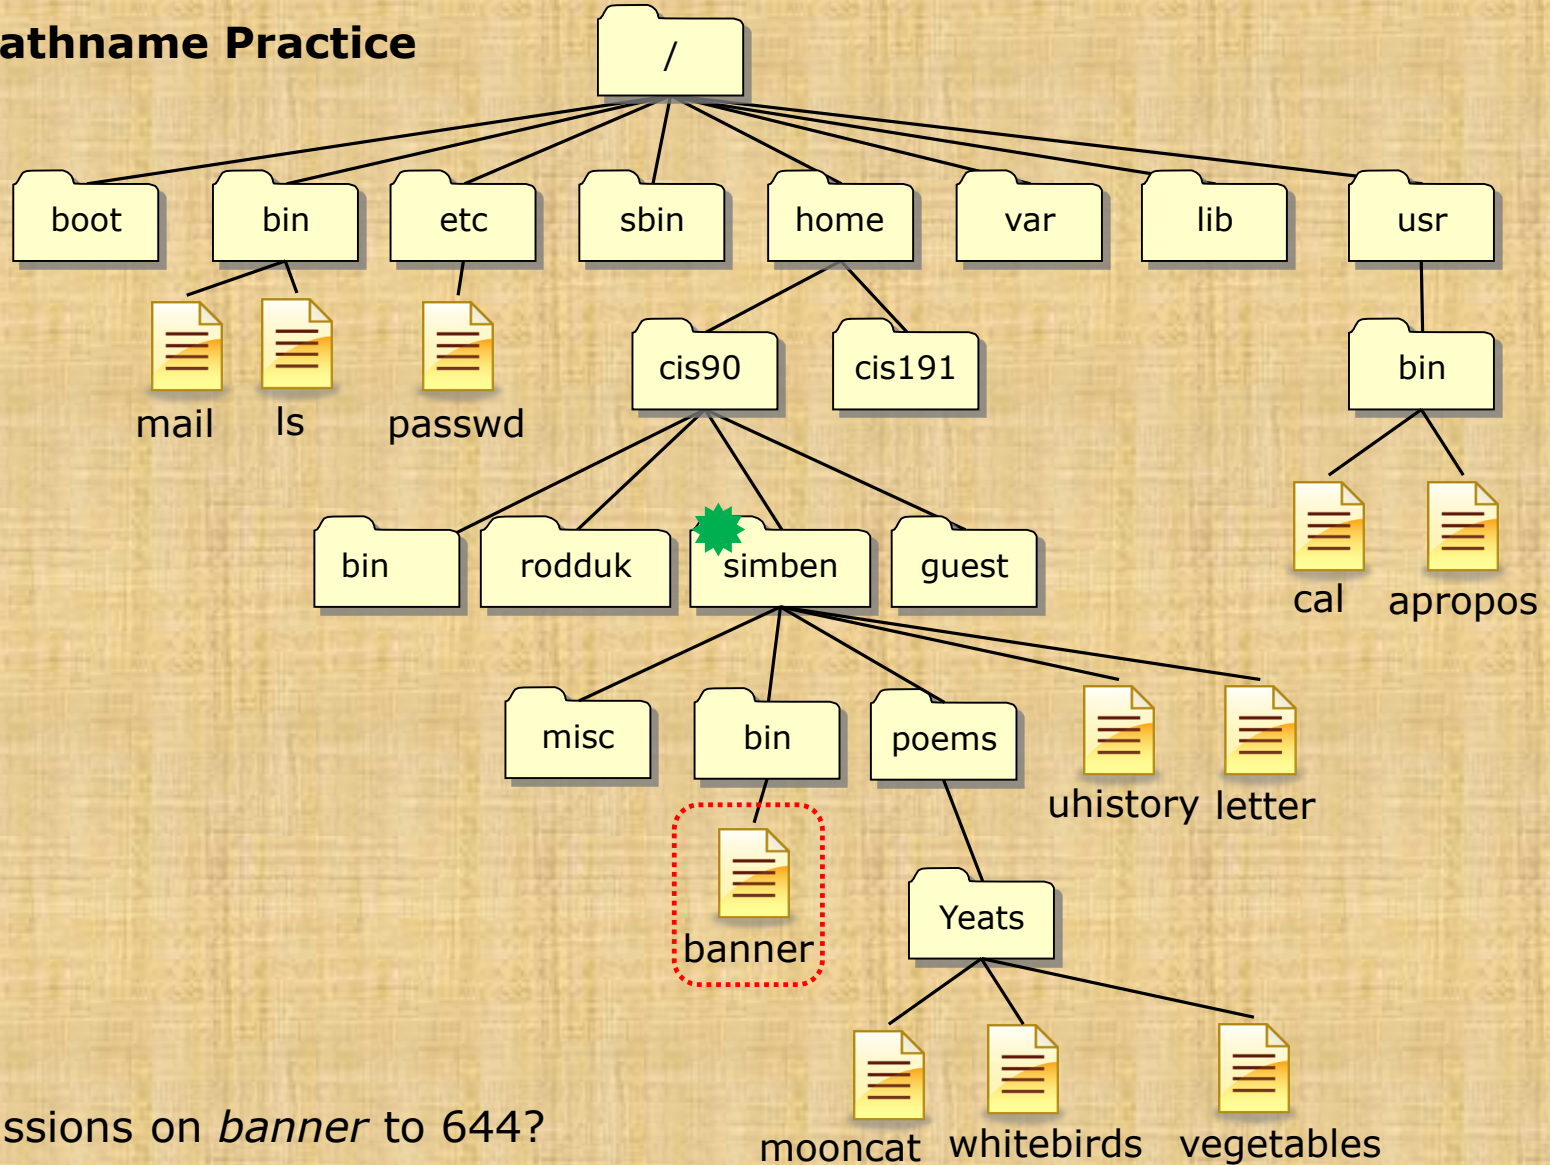 athname Practice
/
boot bin etc sbin home var lib usr
cis90 cis191 bin
mail ls passwd
bin rodduk simben guest
cal apropos
misc bin poems
uhistory letter
Yeats
banner
ssions on banner to 644?
mooncat whitebirds vegetables